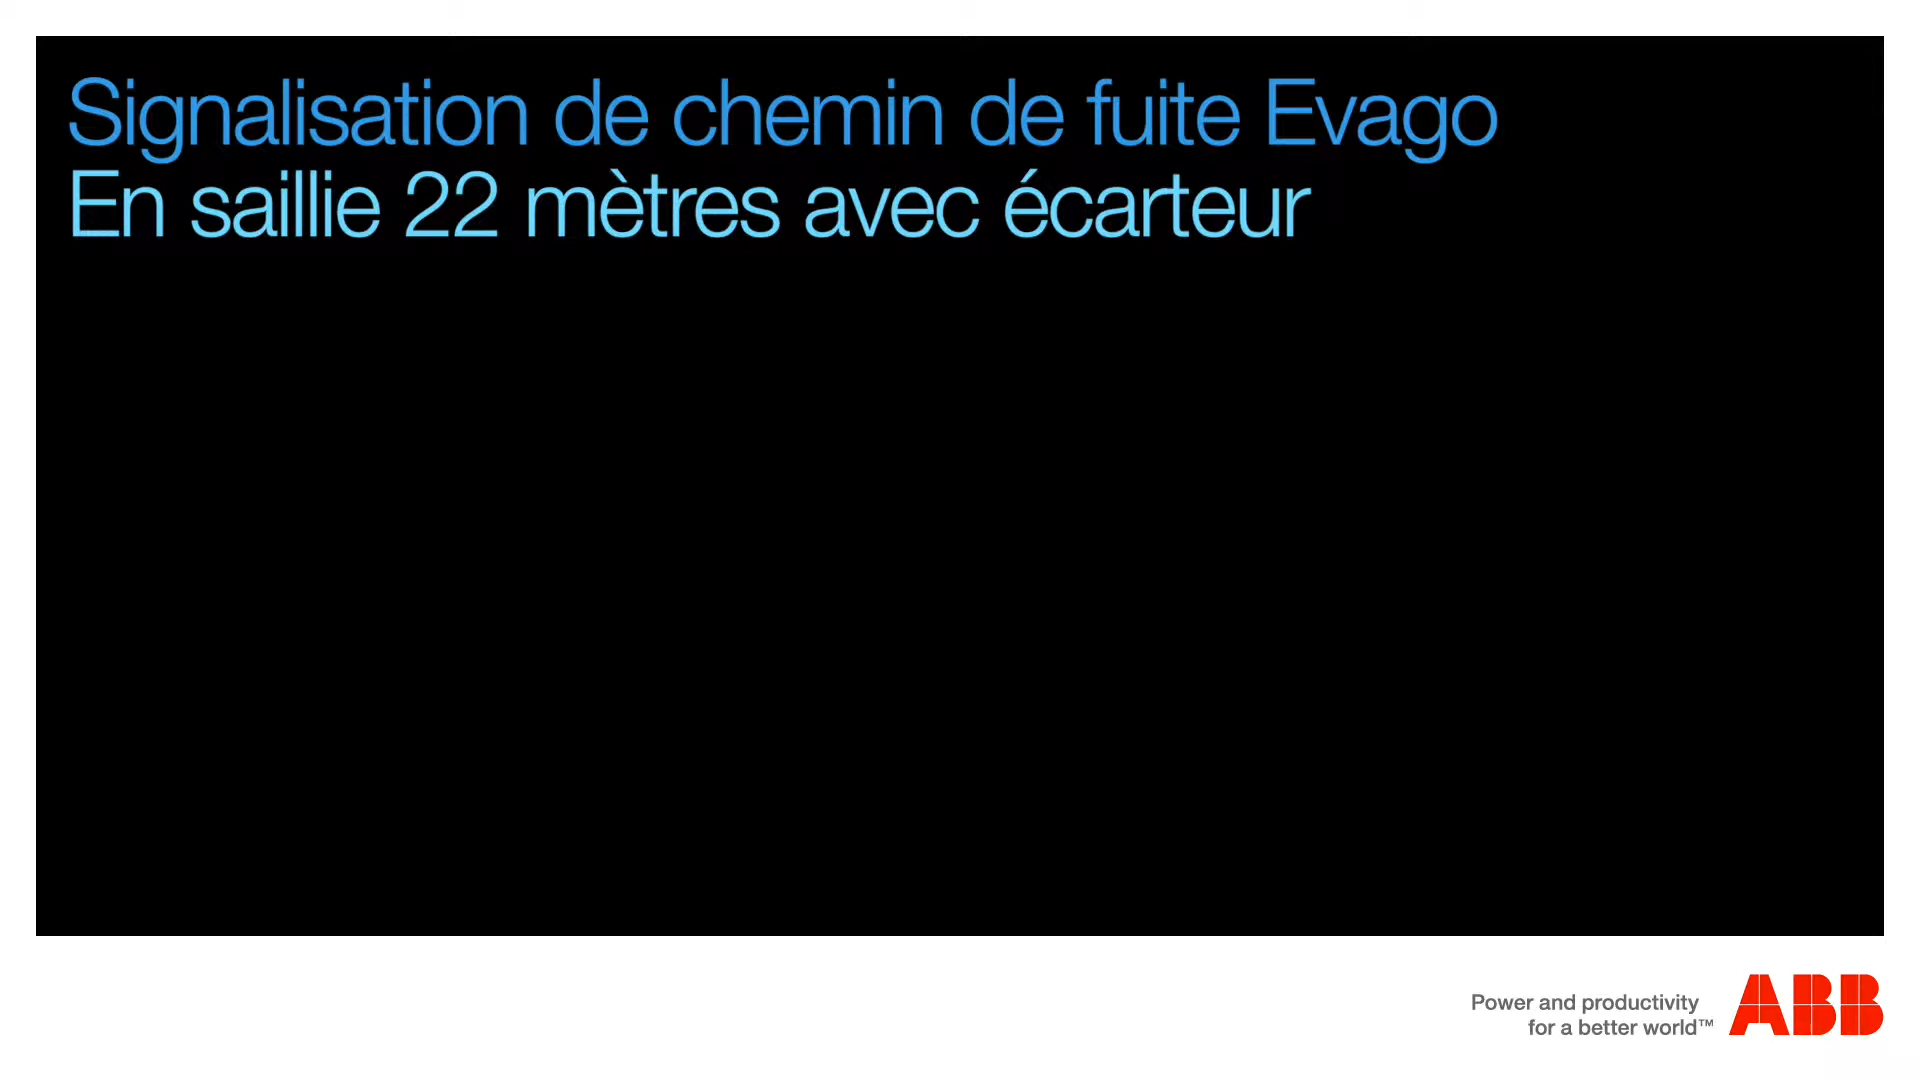 Signalisation de chemin de fuite Evago
En saillie 22 mètres avec écarteur
Power and productivity
for a better world™
ABB